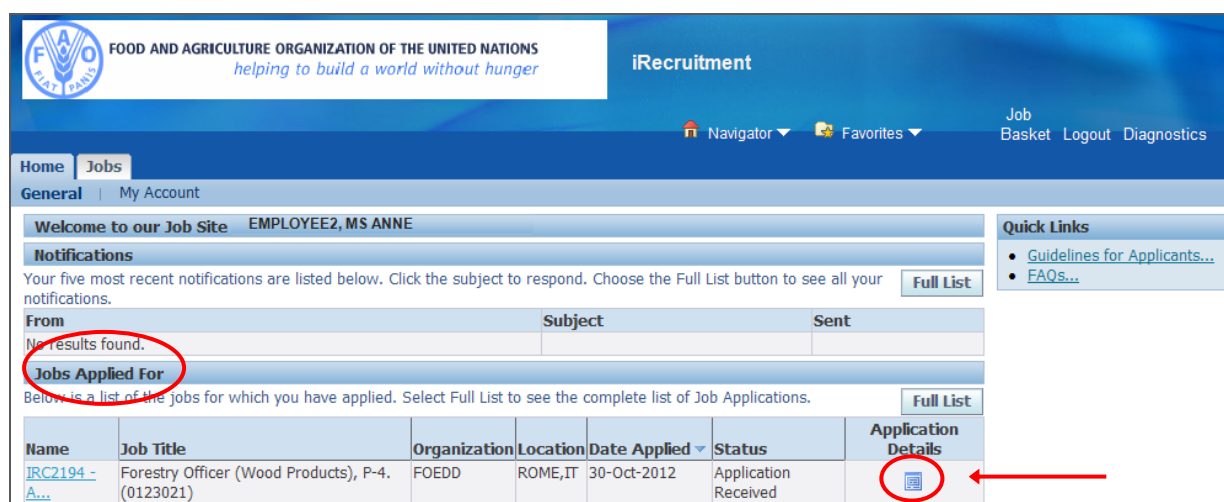 FAO
FIAT PANIS
FOOD AND AGRICULTURE ORGANIZATION OF THE UNITED NATIONS
helping to build a world without hunger
iRecruitment
Navigator Favorites
Job
Basket Logout Diagnostics
Home Jobs
General | My Account
Welcome to our Job Site EMPLOYEE2, MS ANNE
Quick Links
Notifications
Guidelines for Applicants...
Your five most recent notifications are listed below. Click the subject to respond. Choose the Full List button to see all your
notifications.
Full List
FAQs...
From Subject Sent
No results found.
Jobs Applied For
Below is a list of the jobs for which you have applied. Select Full List to see the complete list of Job Applications.
Full List
Name Job Title Organization Location Date Applied Status Application
Details
IRC2194 - Forestry Officer (Wood Products), P-4. FOEDD ROME,IT 30-Oct-2012 Application
A... (0123021) Received